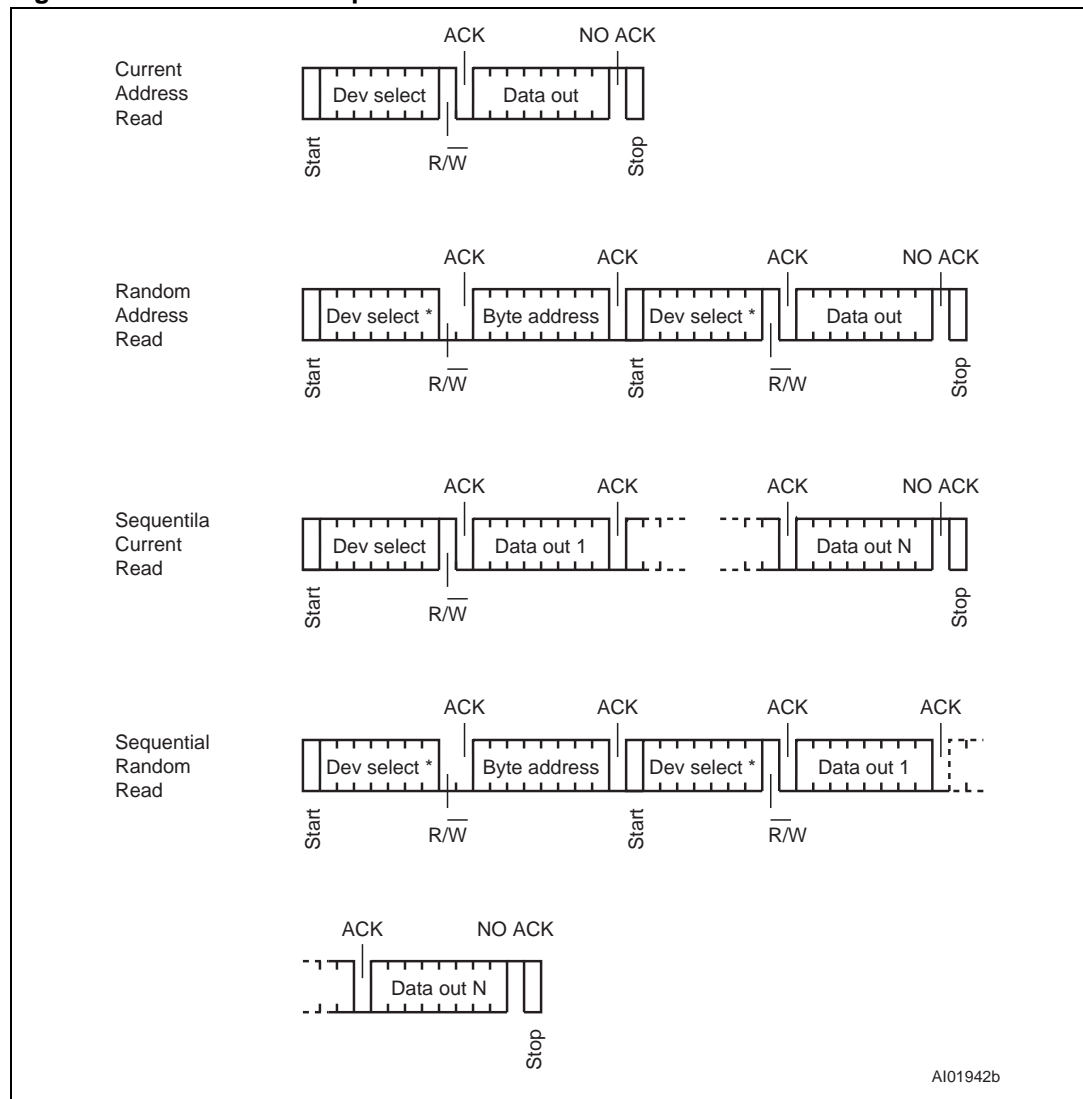 ACK NO ACK
Current
Address
Read
Dev select Data out
Start R/W̅ Stop
ACK ACK ACK NO ACK
Random
Address
Read
Dev select * Byte address Dev select * Data out
Start R/W̅ Start R̅/W Stop
ACK ACK ACK NO ACK
Sequentila
Current
Read
Dev select Data out 1 Data out N
Start R/W̅ Stop
ACK ACK ACK ACK
Sequential
Random
Read
Dev select * Byte address Dev select * Data out 1
Start R/W̅ Start R̅/W
ACK NO ACK
Data out N
Stop
AI01942b